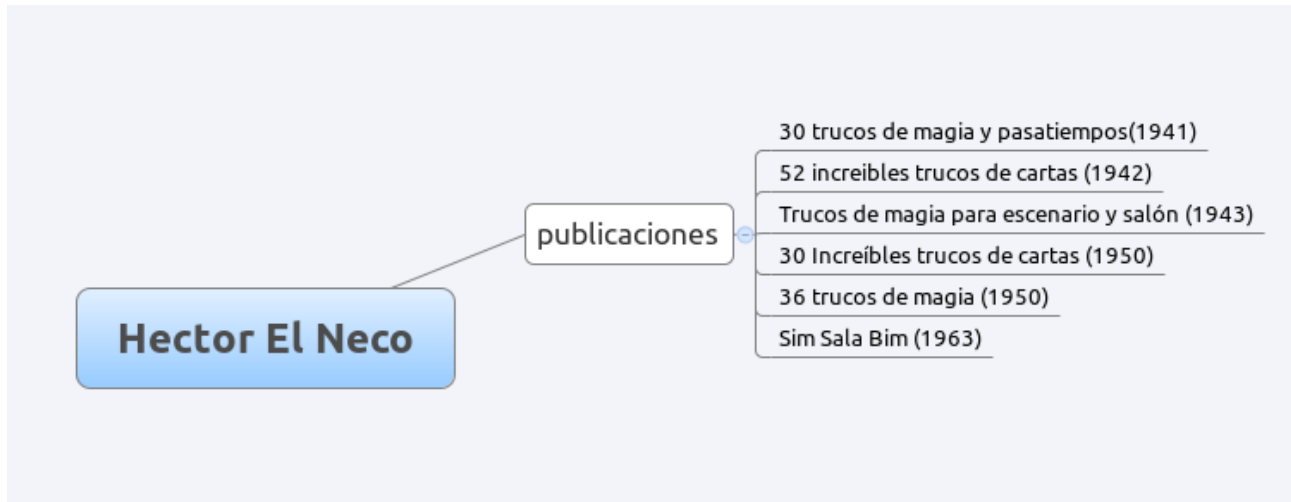 30 trucos de magia y pasatiempos(1941)
52 increibles trucos de cartas (1942)
Trucos de magia para escenario y salón (1943)
publicaciones
30 Increíbles trucos de cartas (1950)
36 trucos de magia (1950)
Sim Sala Bim (1963)
Hector El Neco